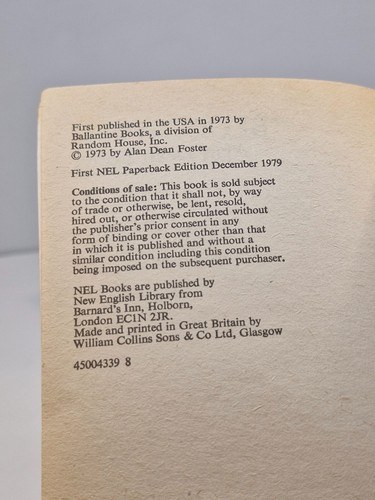 First published in the USA in 1973 by
Ballantine Books, a division of
Random House, Inc.
© 1973 by Alan Dean Foster
First NEL Paperback Edition December 1979
Conditions of sale: This book is sold subject
to the condition that it shall not, by way
of trade or otherwise, be lent, resold,
hired out, or otherwise circulated without
the publisher's prior consent in any
form of binding or cover other than that
in which it is published and without a
similar condition including this condition
being imposed on the subsequent purchaser.
NEL Books are published by
New English Library from
Barnard's Inn, Holborn,
London EC1N 2JR.
Made and printed in Great Britain by
William Collins Sons & Co Ltd, Glasgow
45004339 8